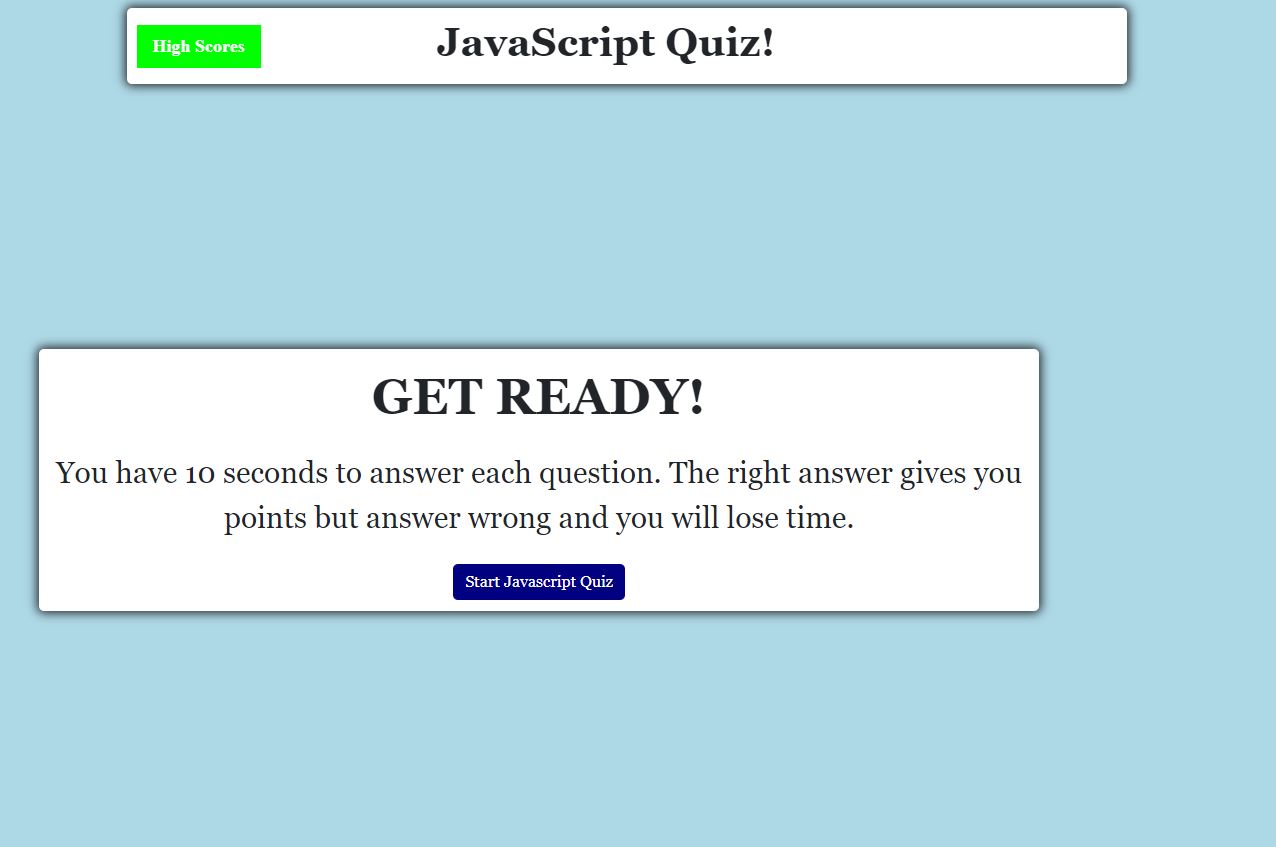 High Scores
JavaScript Quiz!
GET READY!
You have 10 seconds to answer each question. The right answer gives you
points but answer wrong and you will lose time.
Start Javascript Quiz